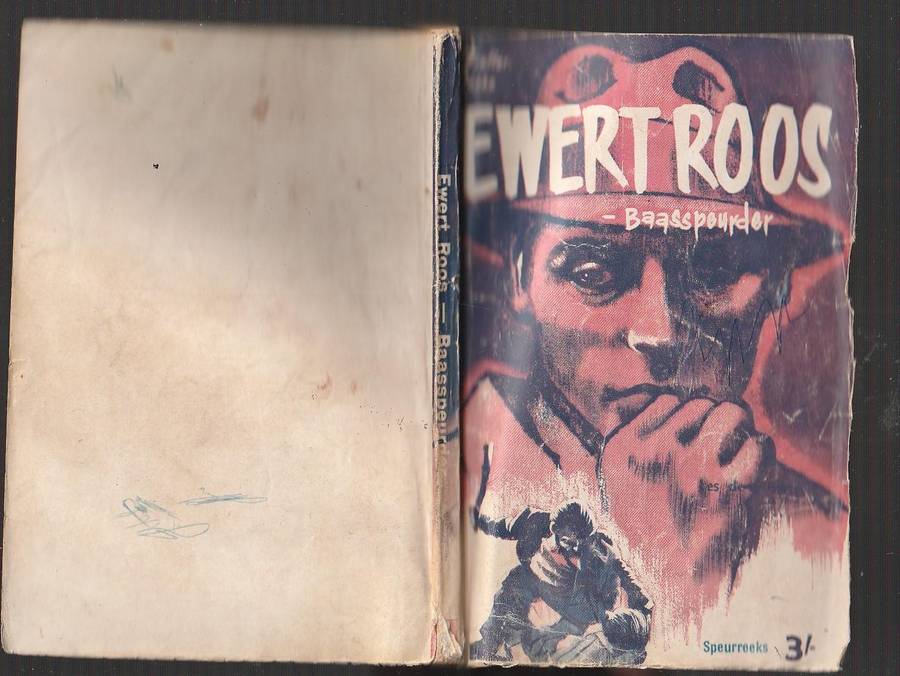 Ewert Roos — Baasspeurder
EWERT ROOS
- Baasspeurder
Speurreeks 3/-